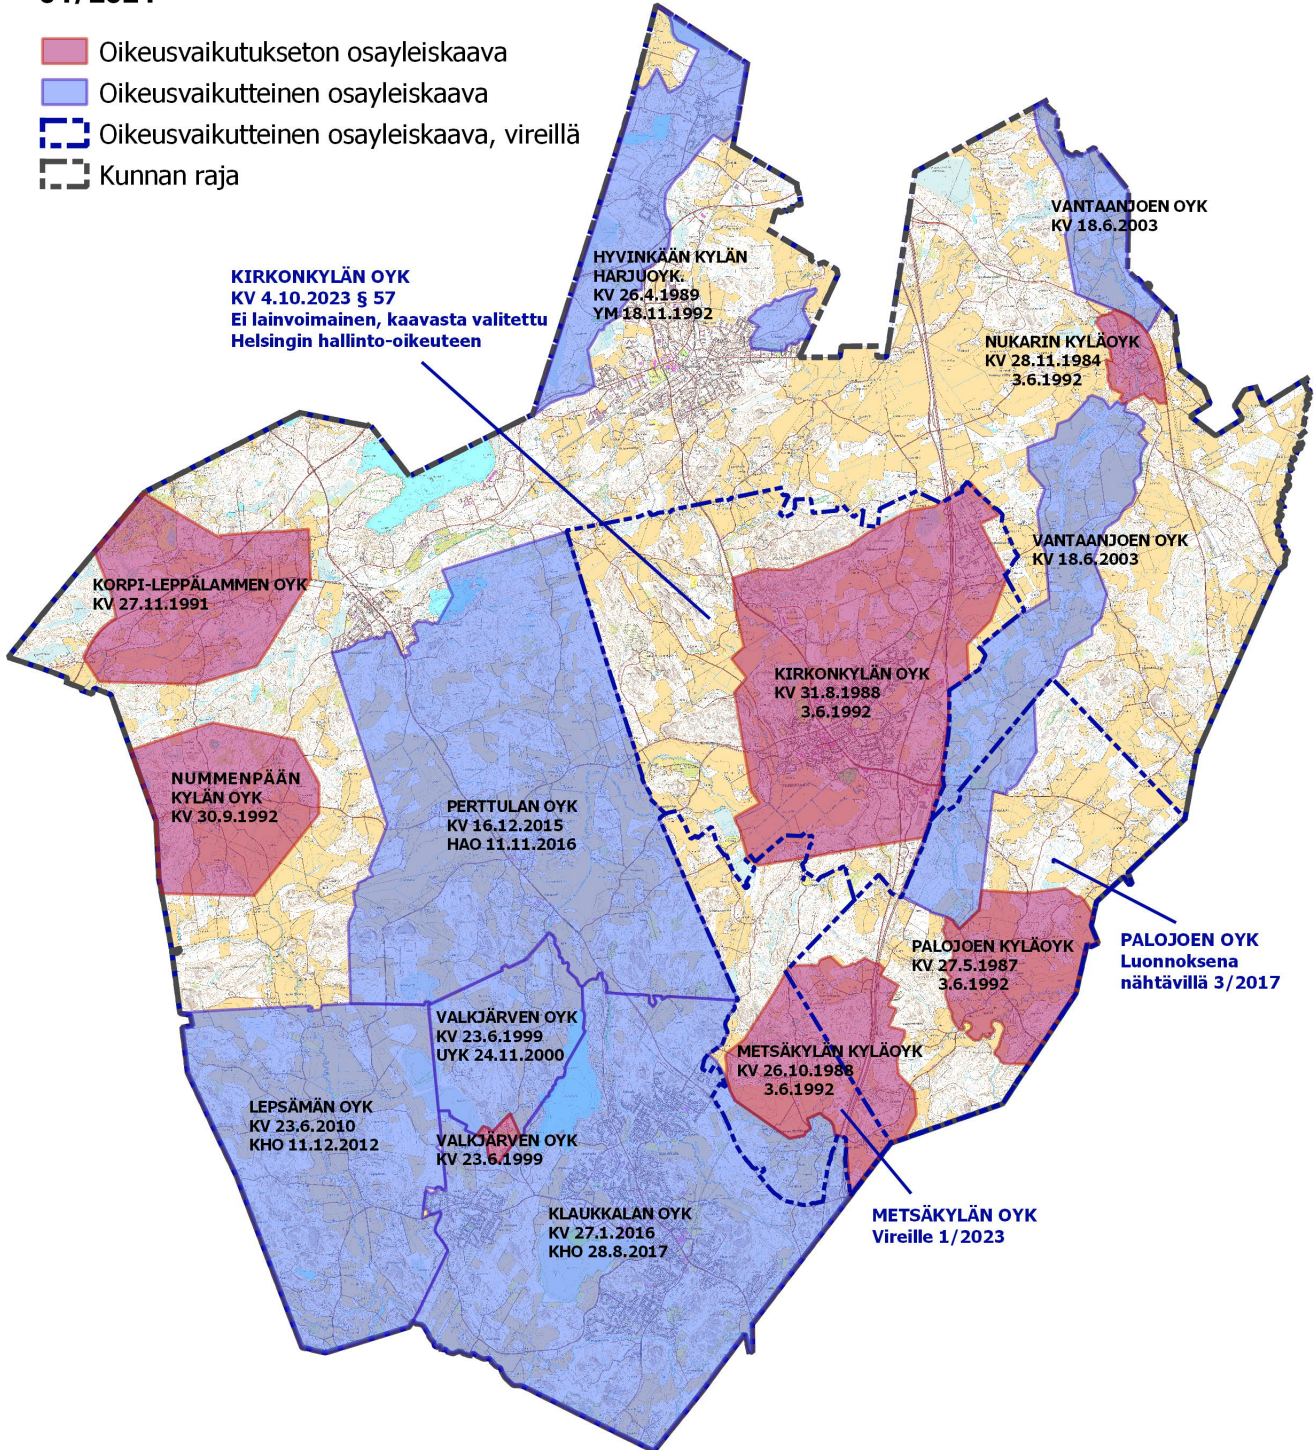 Oikeusvaikutukseton osayleiskaava
Oikeusvaikutteinen osayleiskaava
Oikeusvaikutteinen osayleiskaava, vireillä
Kunnan raja
VANTAANJOEN OYK
KV 18.6.2003
HYVINKÄÄN KYLÄN
HARJUOYK.
KV 26.4.1989
YM 18.11.1992
KIRKONKYLÄN OYK
KV 4.10.2023 § 57
Ei lainvoimainen, kaavasta valitettu
Helsingin hallinto-oikeuteen
NUKARIN KYLÄOYK
KV 28.11.1984
3.6.1992
VANTAANJOEN OYK
KV 18.6.2003
KORPI-LEPPÄLAMMEN OYK
KV 27.11.1991
KIRKONKYLÄN OYK
KV 31.8.1988
3.6.1992
NUMMENPÄÄN
KYLÄN OYK
KV 30.9.1992
PERTTULAN OYK
KV 16.12.2015
HAO 11.11.2016
PALOJOEN KYLÄOYK
KV 27.5.1987
3.6.1992
PALOJOEN OYK
Luonnoksena
nähtävillä 3/2017
VALKJÄRVEN OYK
KV 23.6.1999
UYK 24.11.2000
METSÄKYLÄN KYLÄOYK
KV 26.10.1988
3.6.1992
LEPSÄMÄN OYK
KV 23.6.2010
KHO 11.12.2012
VALKJÄRVEN OYK
KV 23.6.1999
KLAUKKALAN OYK
KV 27.1.2016
KHO 28.8.2017
METSÄKYLÄN OYK
Vireille 1/2023